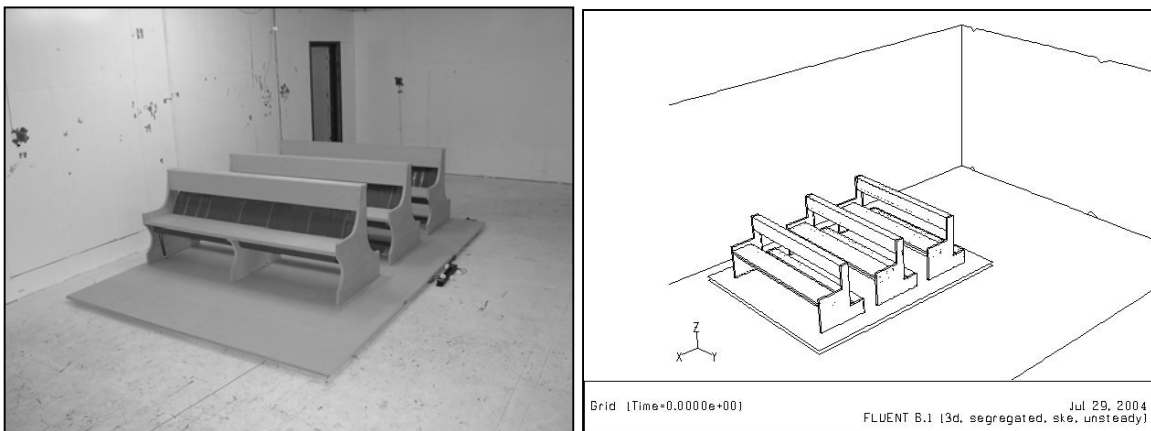 Z
X Y
Grid (Time=0.0000e+00) Jul 29, 2004
FLUENT 6.1 (3d, segregated, ske, unsteady)